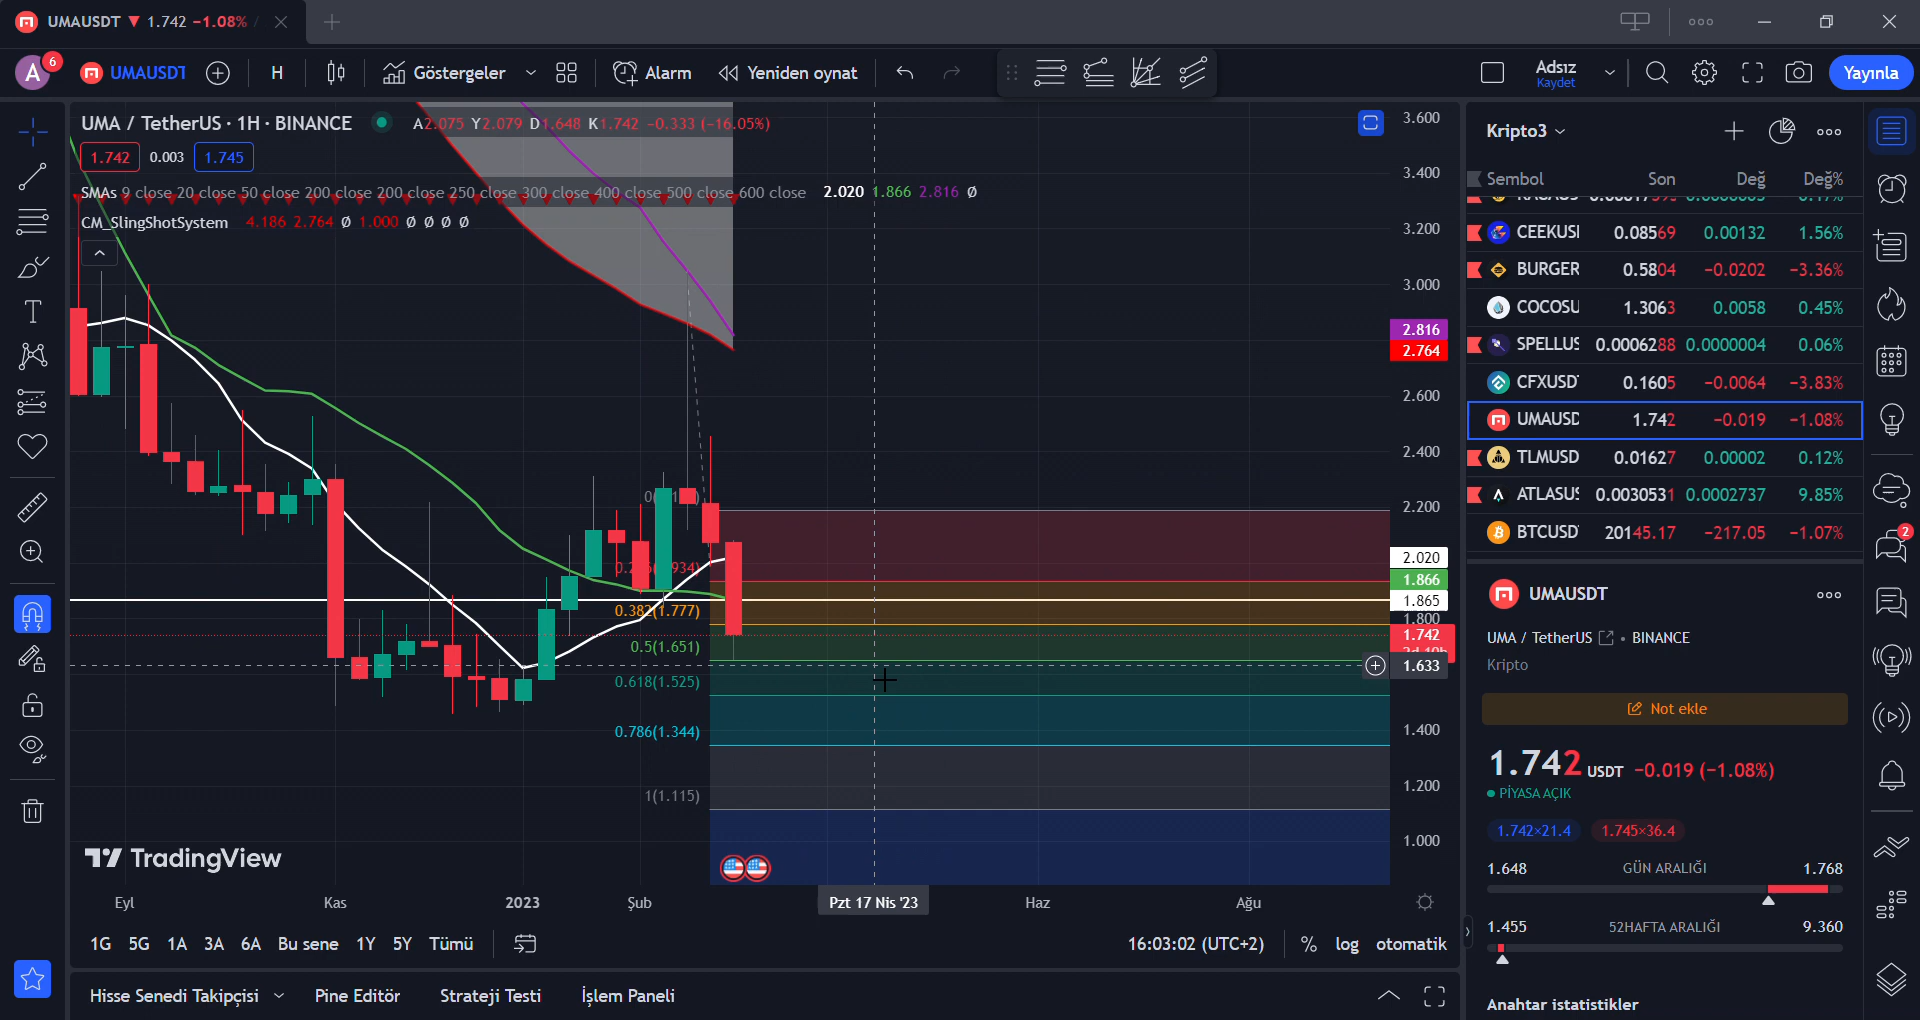 UMAUSDT ▼ 1.742 −1.08% /
A 6 UMAUSDT H Göstergeler Alarm Yeniden oynat Adsız Kaydet Yayınla
UMA / TetherUS · 1H · BINANCE A2.075 Y2.079 D1.648 K1.742 −0.333 (−16.05%)
1.742 0.003 1.745
SMAs 9 close 20 close 50 close 200 close 200 close 250 close 300 close 400 close 500 close 600 close 2.020 1.866 2.816 Ø
CM_SlingShotSystem 4.186 2.764 Ø 1.000 Ø Ø Ø Ø
0.382(1.777)
0.5(1.651)
0.618(1.525)
0.786(1.344)
1(1.115)
3.600
3.400
3.200
3.000
2.816
2.764
2.600
2.400
2.200
2.020
1.866
1.865
1.800
1.742
1.633
1.400
1.200
1.000
TradingView
Eyl Kas 2023 Şub Pzt 17 Nis '23 Haz Ağu
1G 5G 1A 3A 6A Bu sene 1Y 5Y Tümü 16:03:02 (UTC+2) % log otomatik
Hisse Senedi Takipçisi Pine Editör Strateji Testi İşlem Paneli
Kripto3
Sembol Son Değ Değ%
CEEKUS 0.08569 0.00132 1.56%
BURGER 0.5804 −0.0202 −3.36%
COCOSU 1.3063 0.0058 0.45%
SPELLUS 0.0006288 0.0000004 0.06%
CFXUSD 0.1605 −0.0064 −3.83%
UMAUSD 1.742 −0.019 −1.08%
TLMUSD 0.01627 0.00002 0.12%
ATLASUS 0.0030531 0.0002737 9.85%
BTCUSD 20145.17 −217.05 −1.07%
2
UMAUSDT
UMA / TetherUS • BINANCE
Kripto
Not ekle
1.742 USDT −0.019 (−1.08%)
PİYASA AÇIK
1.742×21.4 1.745×36.4
1.648 GÜN ARALIĞI 1.768
1.455 52HAFTA ARALIĞI 9.360
Anahtar istatistikler